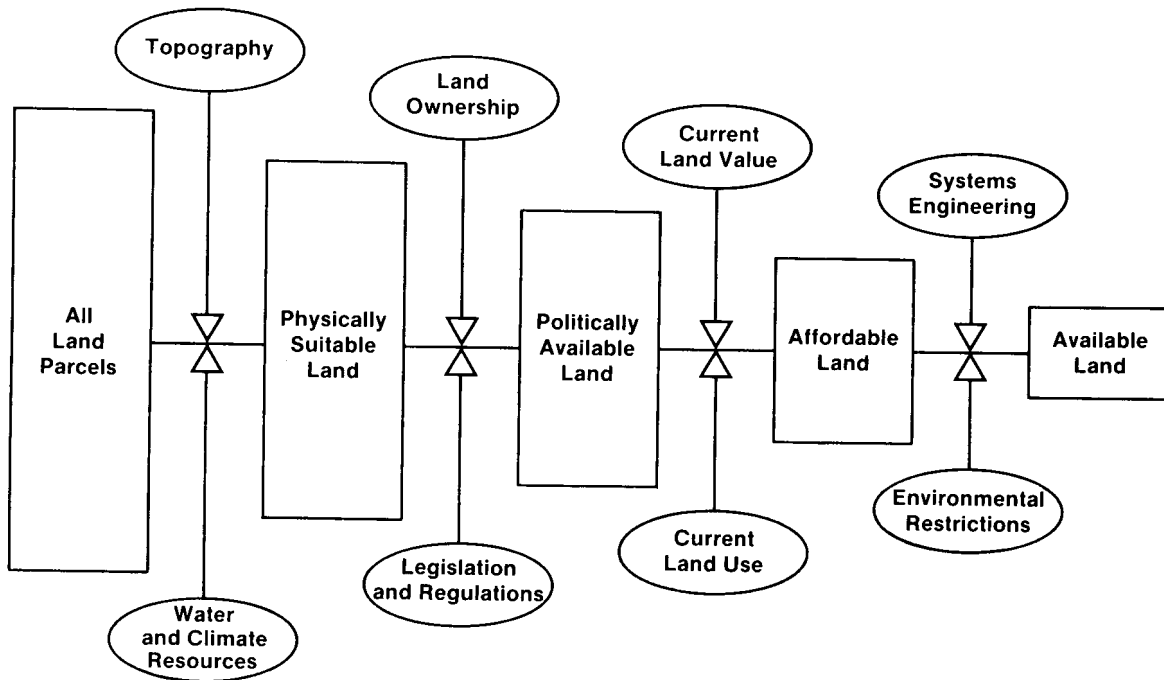 Topography
Land
Ownership
Current
Land Value
Systems
Engineering
All
Land
Parcels
Physically
Suitable
Land
Politically
Available
Land
Affordable
Land
Available
Land
Water
and Climate
Resources
Legislation
and Regulations
Current
Land Use
Environmental
Restrictions